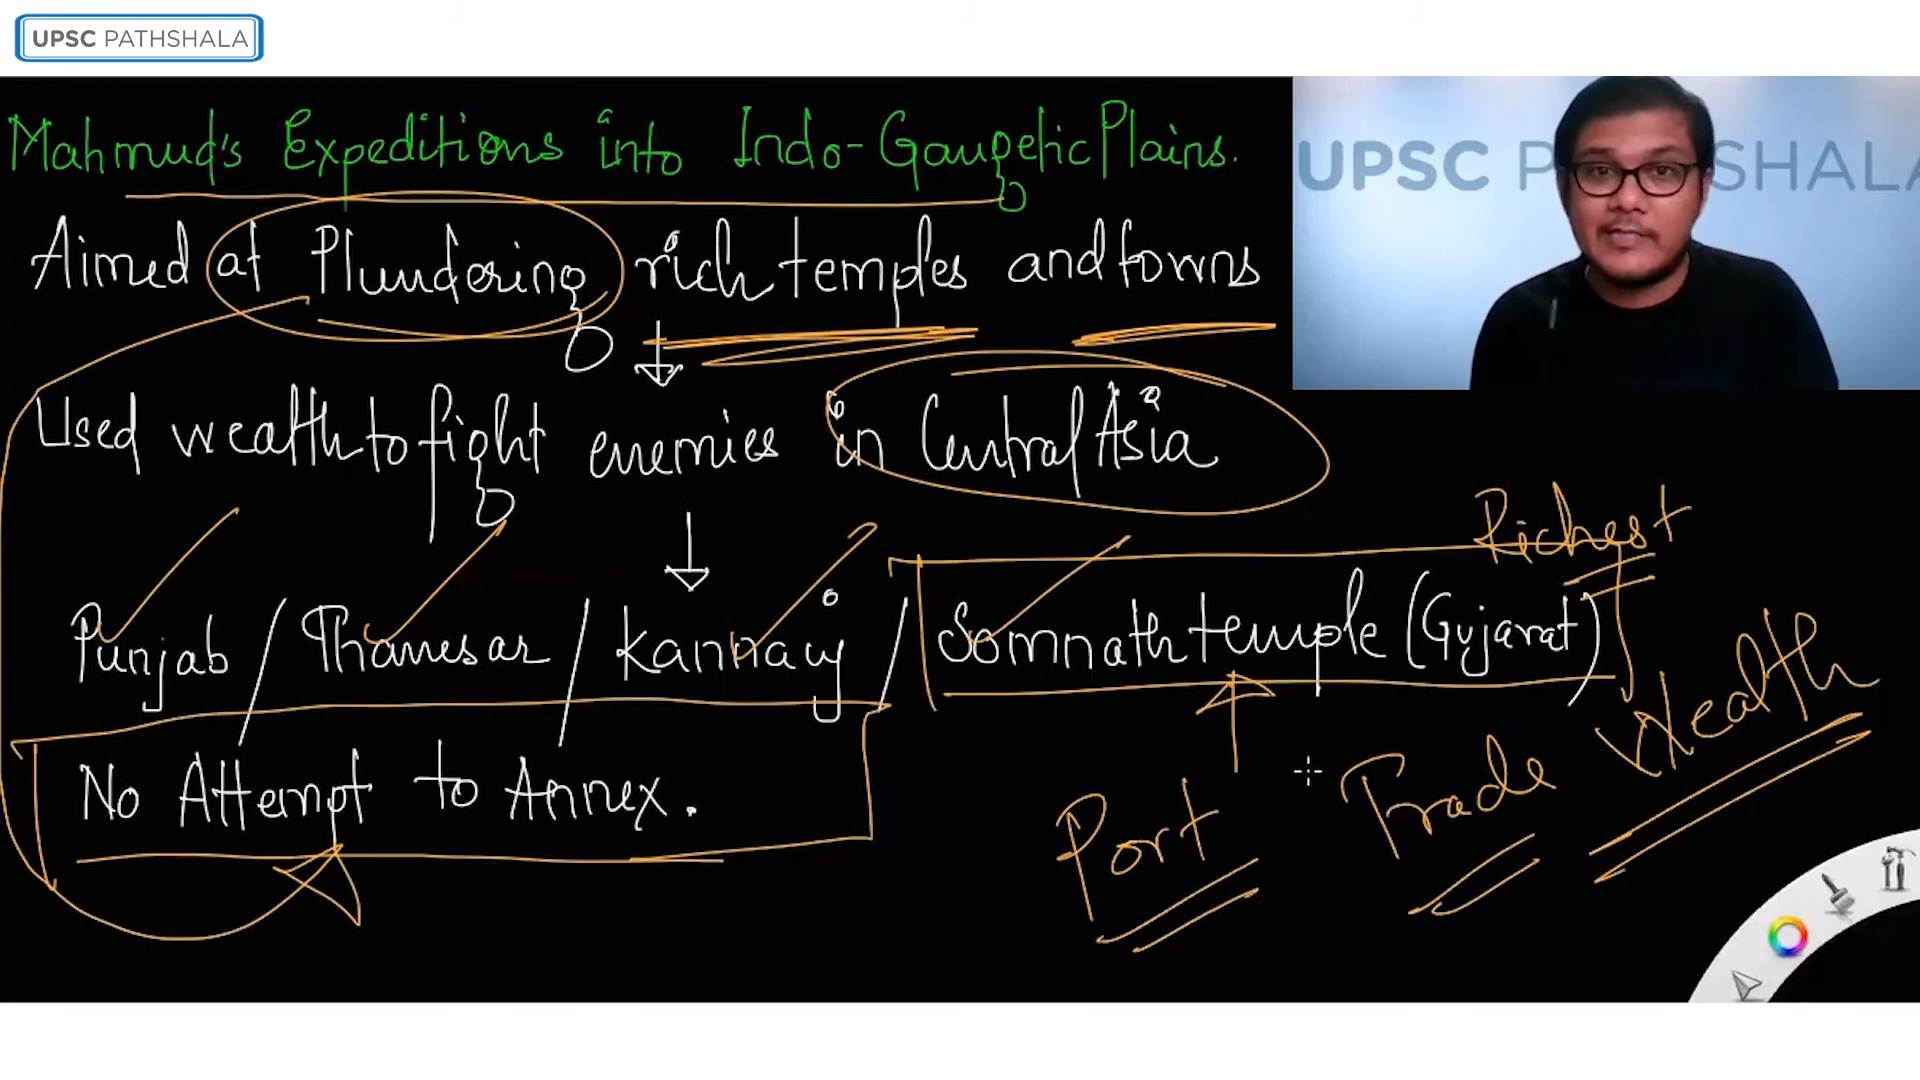 UPSC PATHSHALA
Mahmud's Expeditions into Indo-Gangetic Plains.
UPSC PATHSHALA
Aimed at Plundering rich temples and towns
Used wealth to fight enemies in Central Asia
Richest
Punjab / Thanesar / Kannauj / Somnath temple (Gujarat)
No Attempt to Annex.
Port Trade Wealth